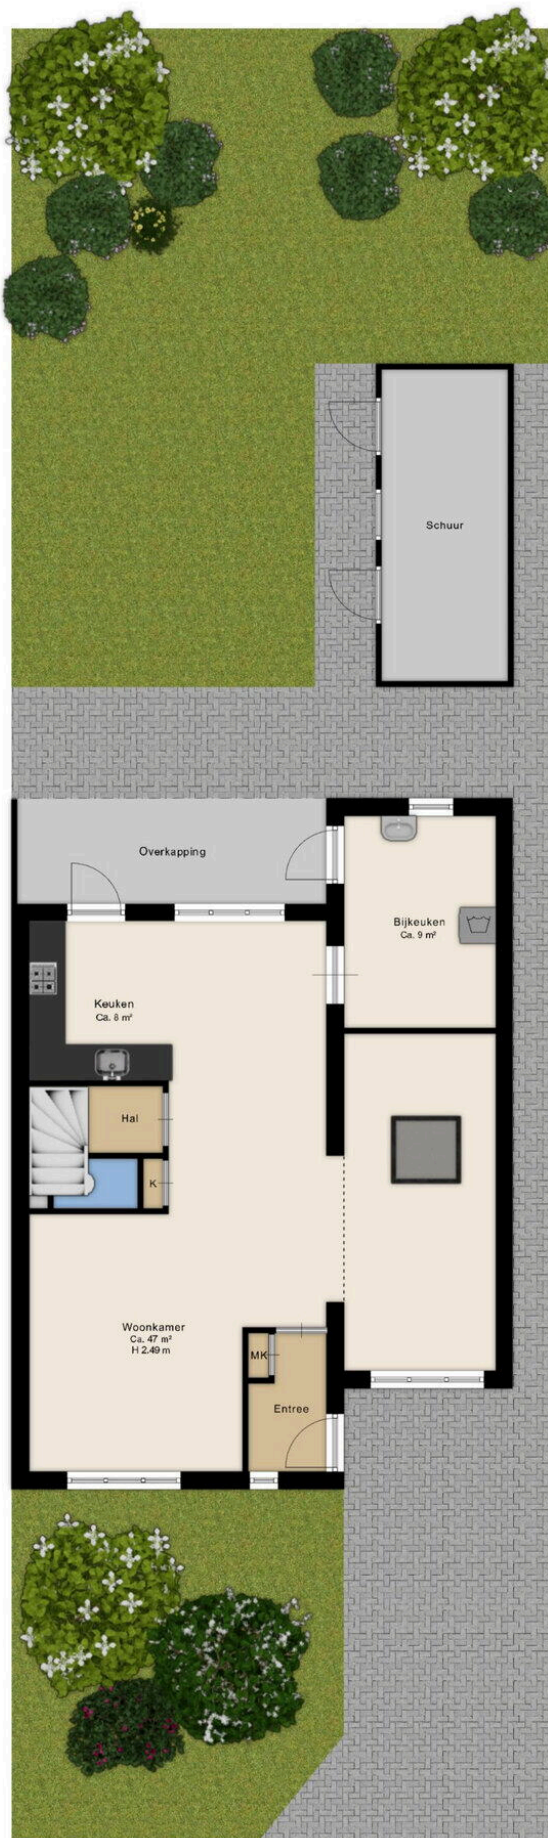 Schuur
Overkapping
Bijkeuken
Ca. 9 m²
Keuken
Ca. 8 m²
Hal
K
Woonkamer
Ca. 47 m²
H 2.49 m
MK
Entree